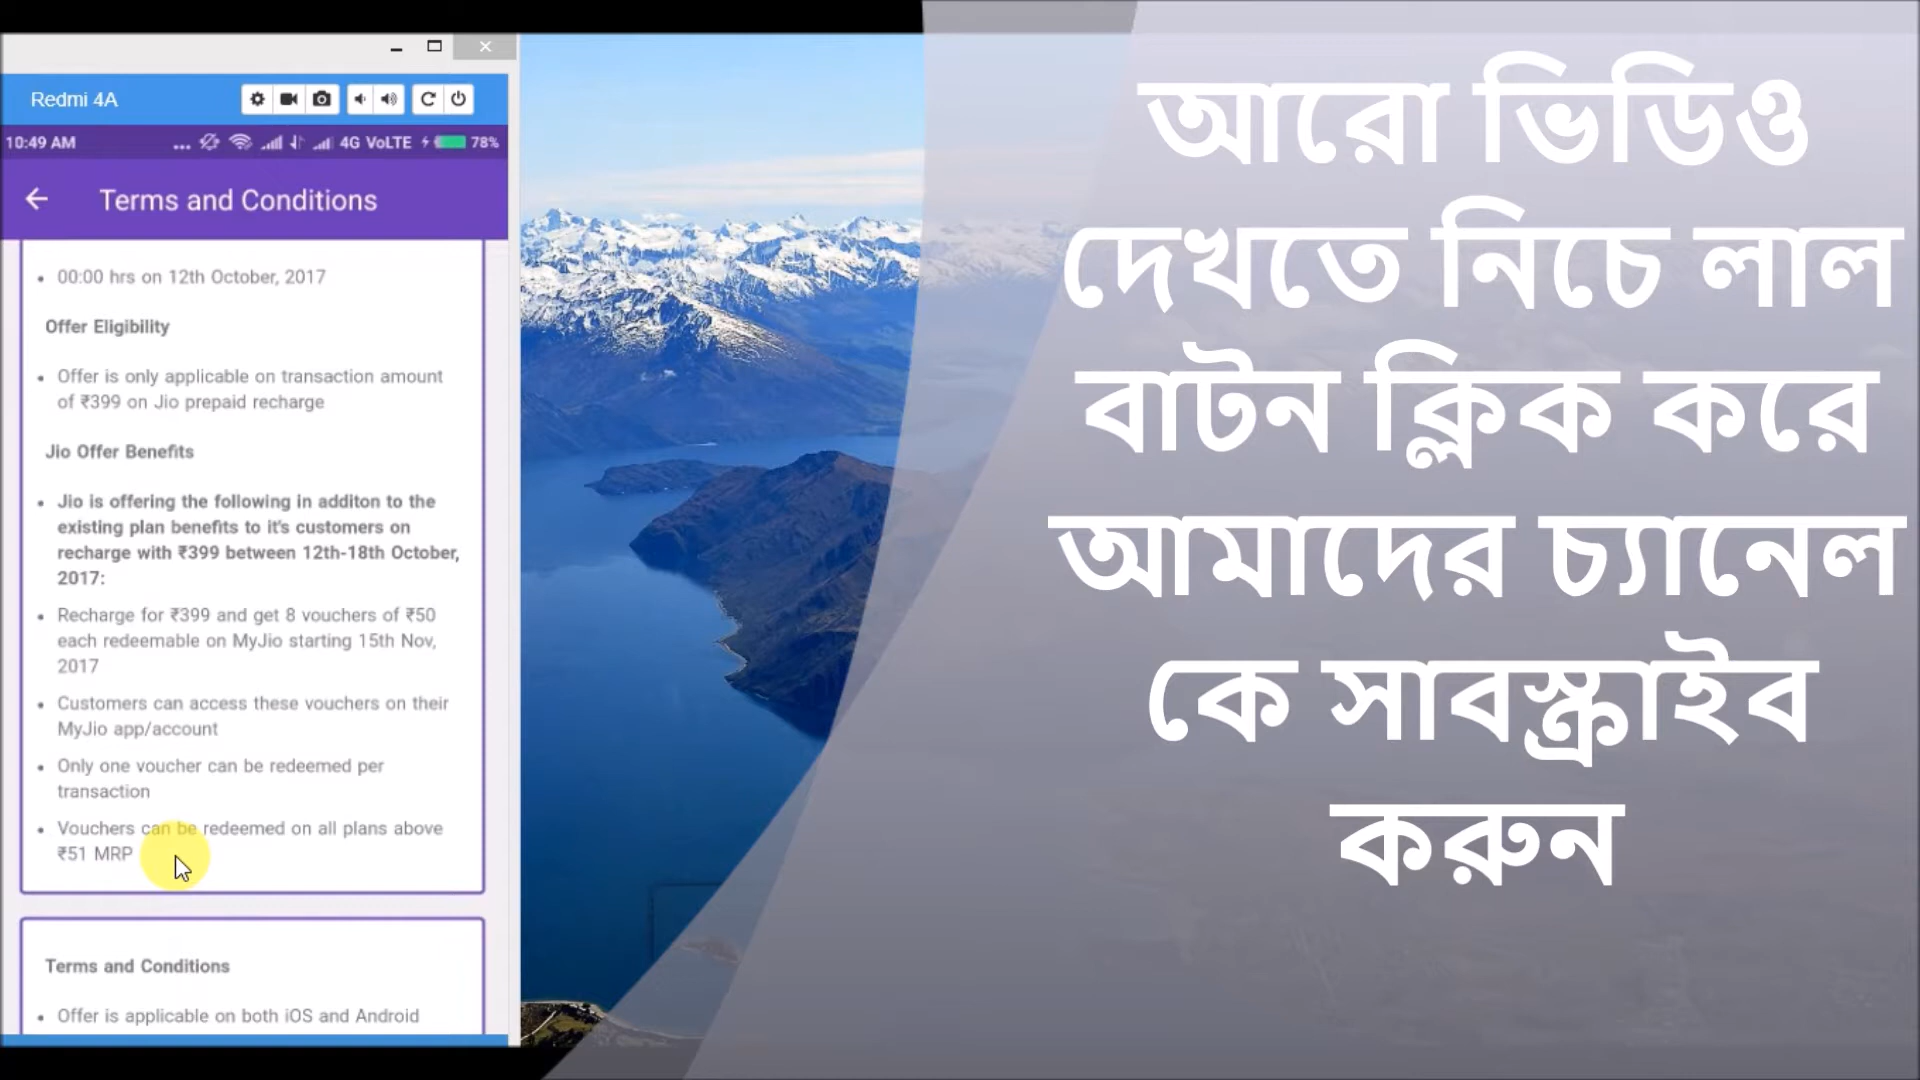 Redmi 4A
10:49 AM
... 4G VoLTE 78%
Terms and Conditions
00:00 hrs on 12th October, 2017
Offer Eligibility
Offer is only applicable on transaction amount
of ₹399 on Jio prepaid recharge
Jio Offer Benefits
Jio is offering the following in additon to the
existing plan benefits to it's customers on
recharge with ₹399 between 12th-18th October,
2017:
Recharge for ₹399 and get 8 vouchers of ₹50
each redeemable on MyJio starting 15th Nov,
2017
Customers can access these vouchers on their
MyJio app/account
Only one voucher can be redeemed per
transaction
Vouchers can be redeemed on all plans above
₹51 MRP
Terms and Conditions
Offer is applicable on both iOS and Android
আরো ভিডিও
দেখতে নিচে লাল
বাটন ক্লিক করে
আমাদের চ্যানেল
কে সাবস্ক্রাইব
করুন